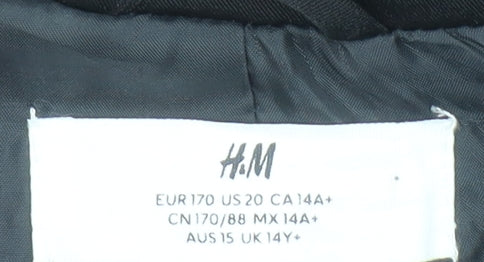 H&M
EUR 170 US 20 CA 14A+
CN 170/88 MX 14A+
AUS 15 UK 14Y+